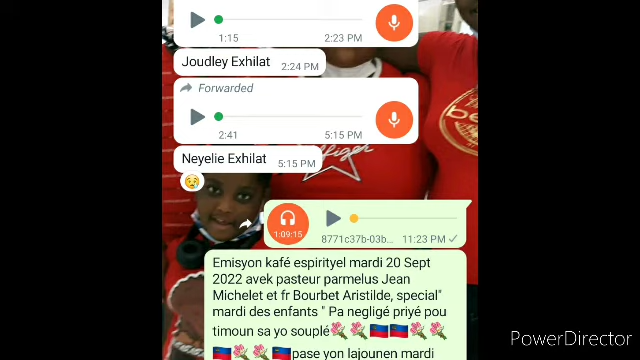 1:15 2:23 PM
Joudley Exhilat 2:24 PM
Forwarded
2:41 5:15 PM
Neyelie Exhilat 5:15 PM
1:09:15
8771c37b-03b... 11:23 PM
Emisyon kafé espirityel mardi 20 Sept
2022 avek pasteur parmelus Jean
Michelet et fr Bourbet Aristilde, special"
mardi des enfants " Pa negligé priyé pou
timoun sa yo souplé
pase yon lajounen mardi
PowerDirector